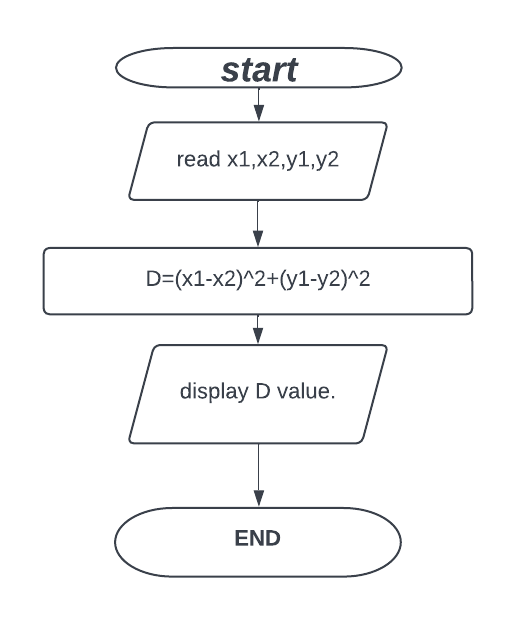 start
read x1,x2,y1,y2
D=(x1-x2)^2+(y1-y2)^2
display D value.
END